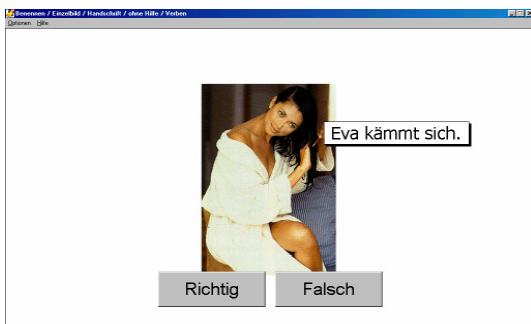 Benennen / Einzelbild / Handschrift / ohne Hilfe / Verben
Optionen Hilfe
Eva kämmt sich.
Richtig Falsch